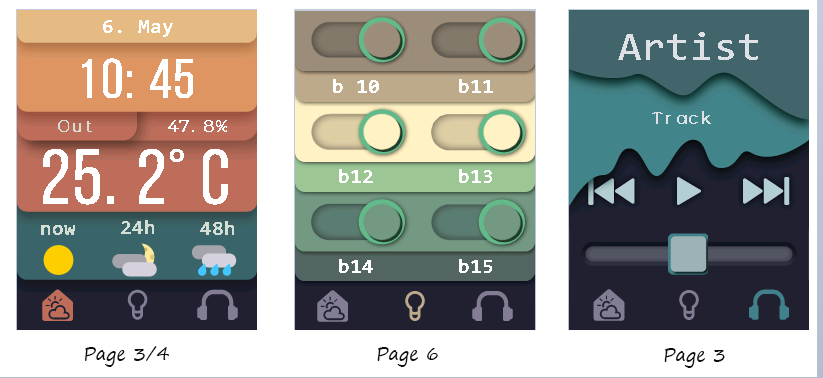 6. May
10: 45
Out 47. 8%
25. 2° C
now 24h 48h
Page 3/4
b 10 b11
b12 b13
b14 b15
Page 6
Artist
Track
Page 3